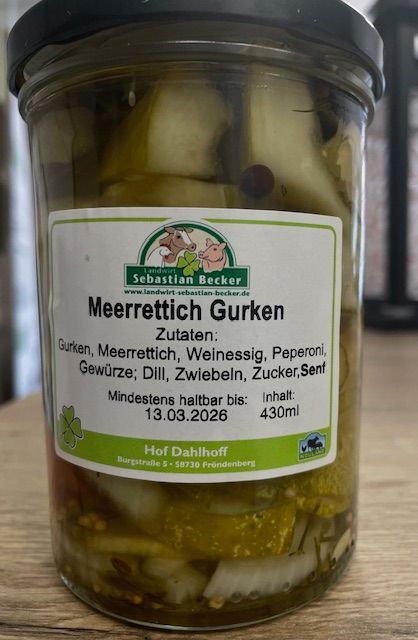 Landwirt
Sebastian Becker
www.landwirt-sebastian-becker.de
Meerrettich Gurken
Zutaten:
Gurken, Meerrettich, Weinessig, Peperoni,
Gewürze; Dill, Zwiebeln, Zucker,Senf
Mindestens haltbar bis: Inhalt:
13.03.2026 430ml
Hof Dahlhoff
Burgstraße 5 • 58730 Fröndenberg